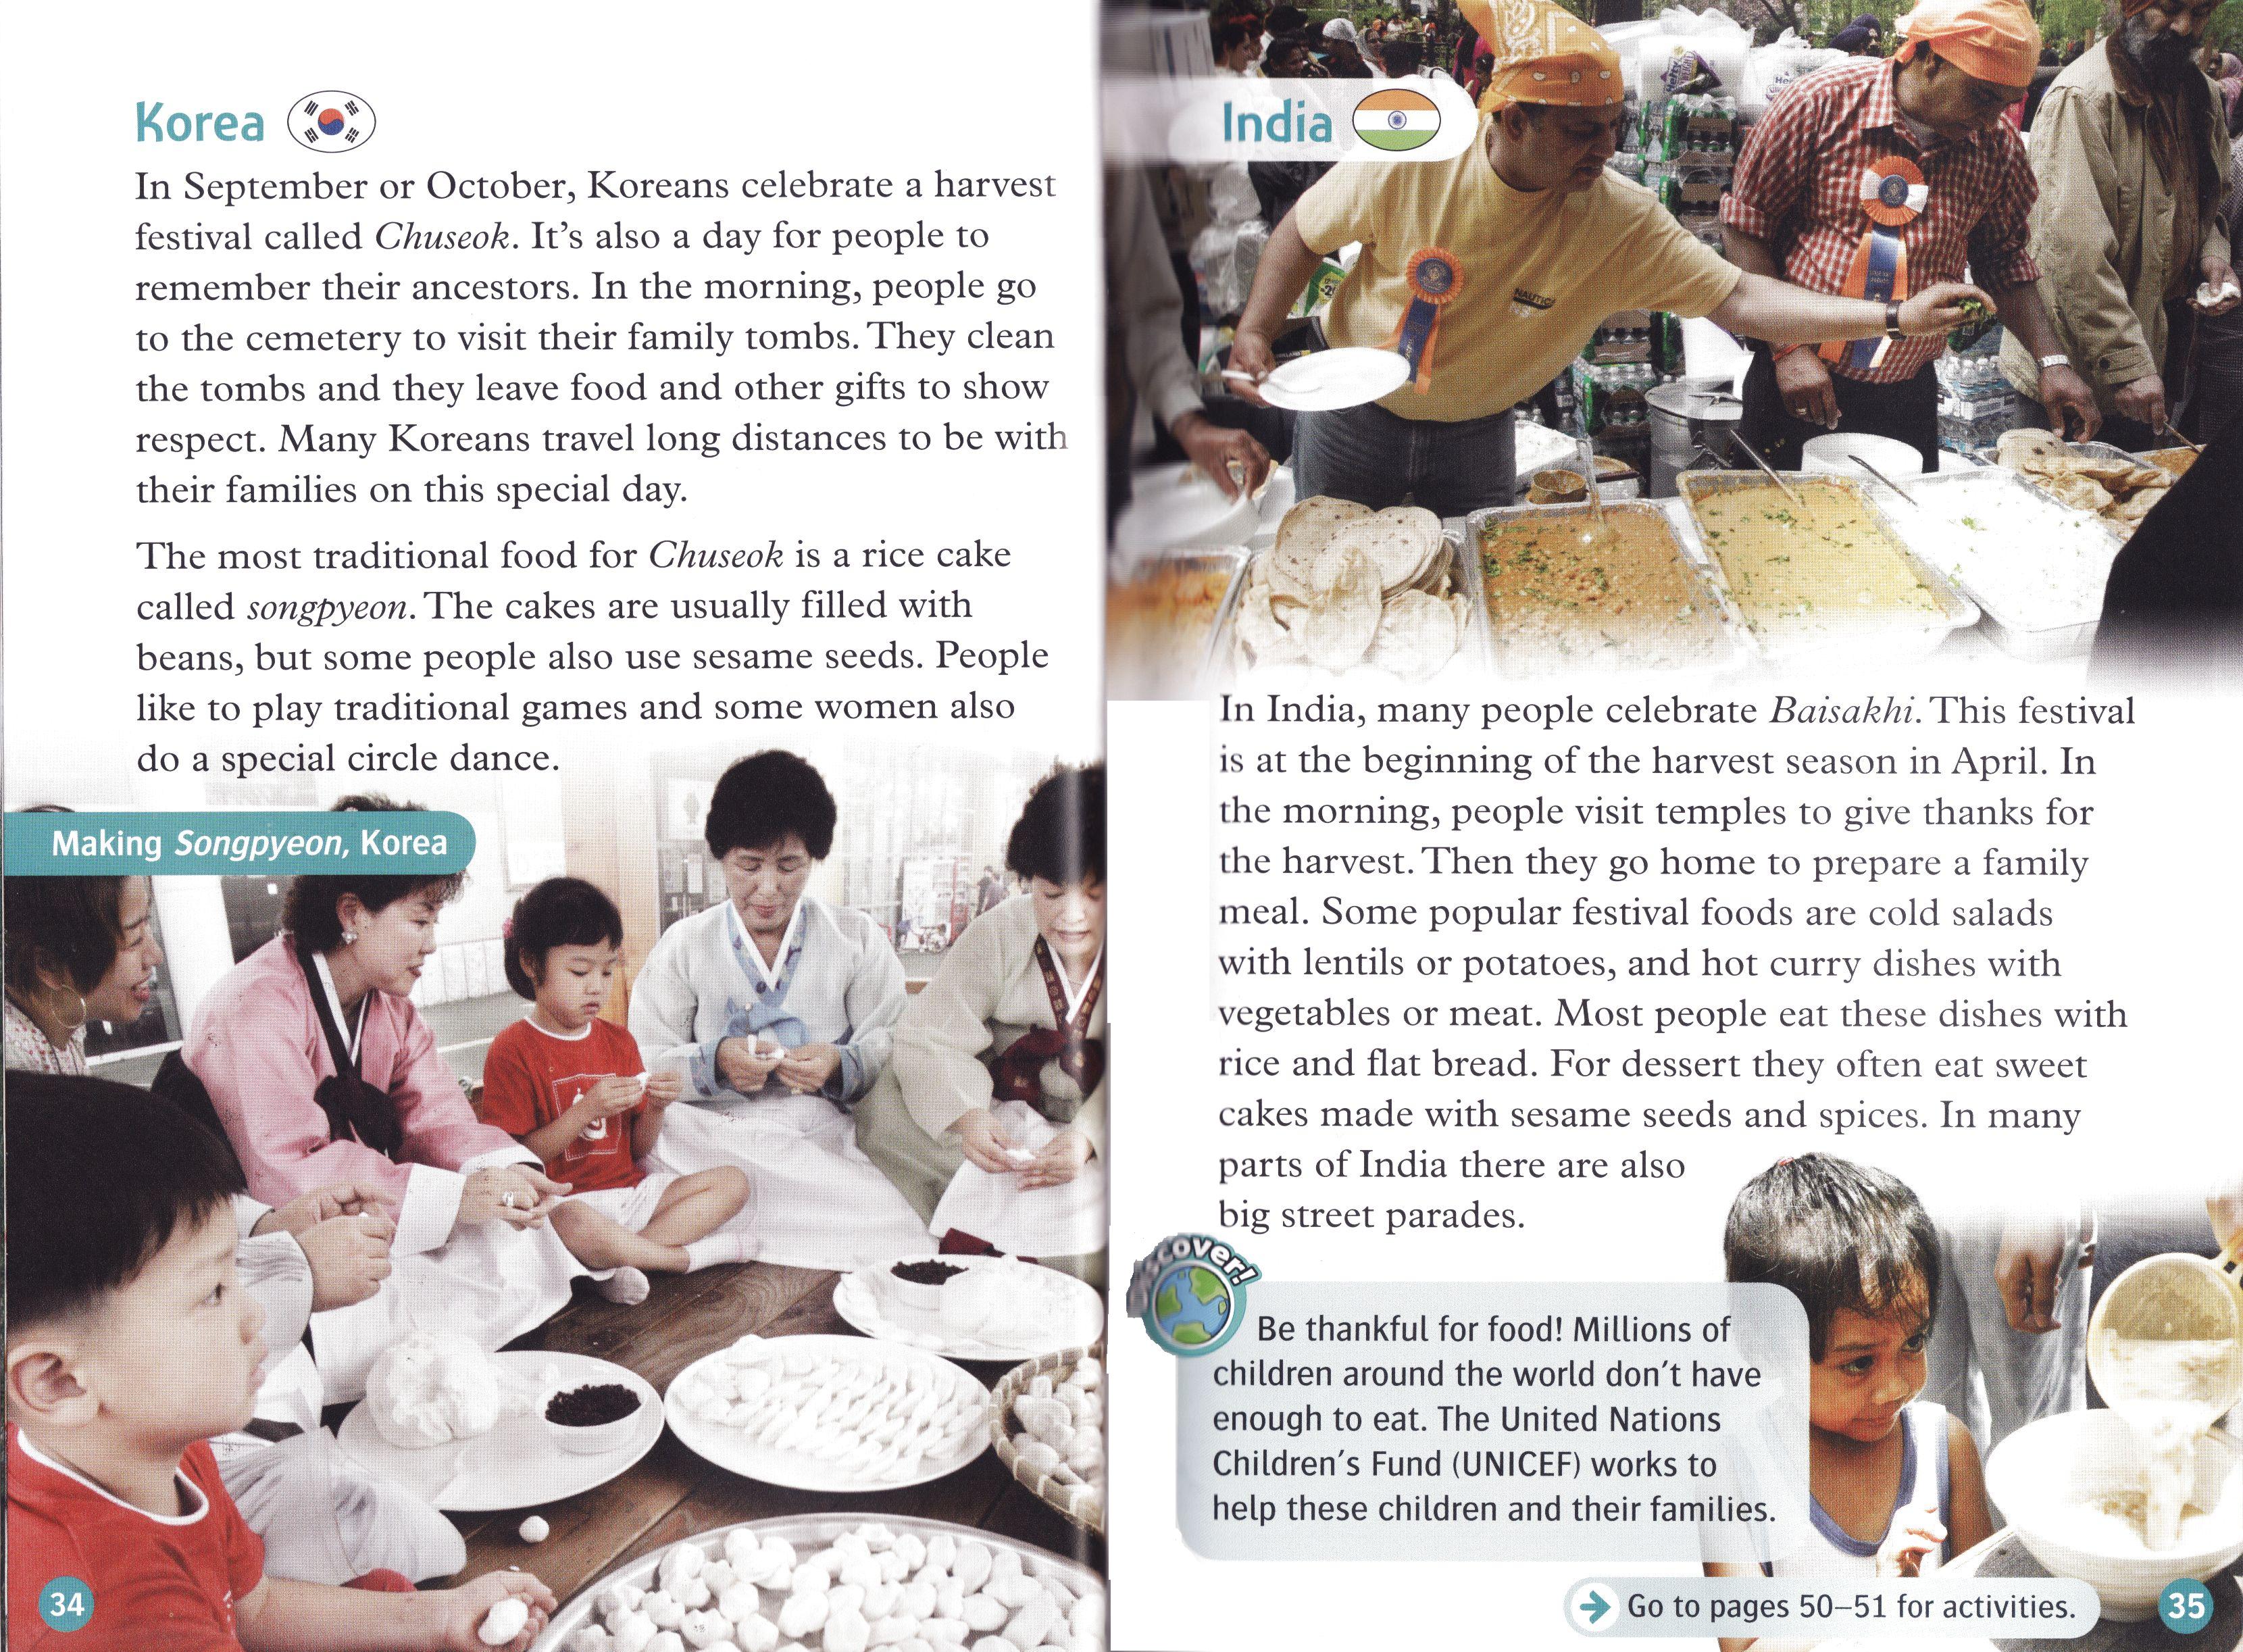 Korea
In September or October, Koreans celebrate a harvest
festival called Chuseok. It's also a day for people to
remember their ancestors. In the morning, people go
to the cemetery to visit their family tombs. They clean
the tombs and they leave food and other gifts to show
respect. Many Koreans travel long distances to be with
their families on this special day.
The most traditional food for Chuseok is a rice cake
called songpyeon. The cakes are usually filled with
beans, but some people also use sesame seeds. People
like to play traditional games and some women also
do a special circle dance.
Making Songpyeon, Korea
34
India
Hefty
NAUTICA
In India, many people celebrate Baisakhi. This festival
is at the beginning of the harvest season in April. In
the morning, people visit temples to give thanks for
the harvest. Then they go home to prepare a family
meal. Some popular festival foods are cold salads
with lentils or potatoes, and hot curry dishes with
vegetables or meat. Most people eat these dishes with
rice and flat bread. For dessert they often eat sweet
cakes made with sesame seeds and spices. In many
parts of India there are also
big street parades.
Discover!
Be thankful for food! Millions of
children around the world don't have
enough to eat. The United Nations
Children's Fund (UNICEF) works to
help these children and their families.
Go to pages 50–51 for activities.
35